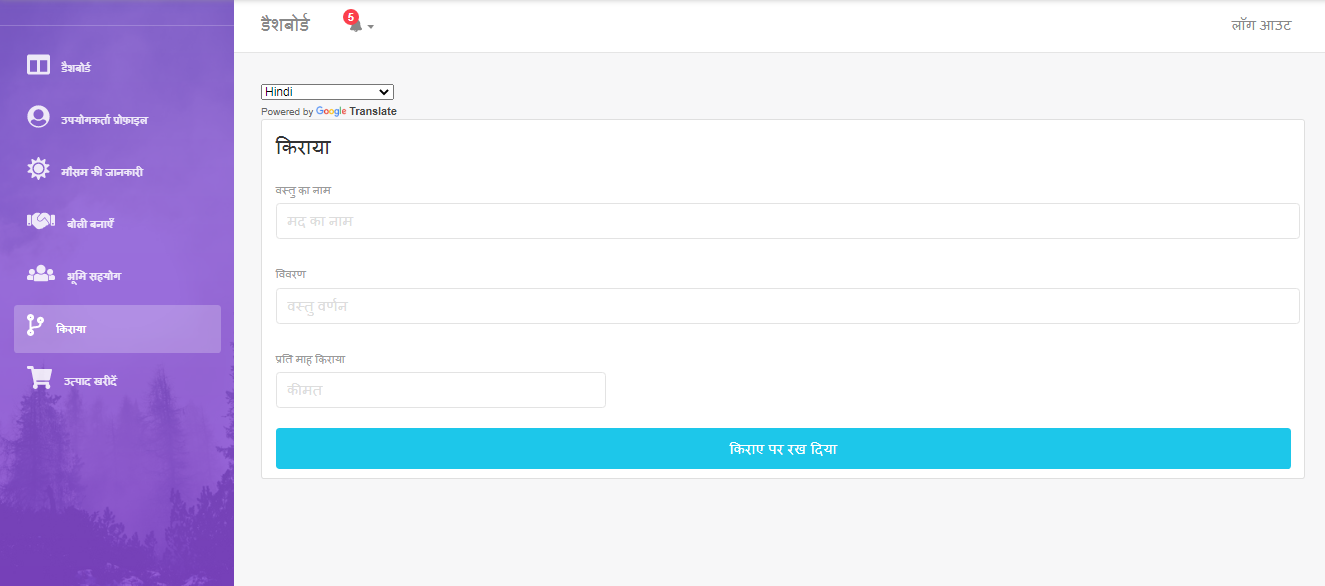 डैशबोर्ड
उपयोगकर्ता प्रोफ़ाइल
मौसम की जानकारी
बोली बनाएँ
भूमि सहयोग
किराया
उत्पाद खरीदें
डैशबोर्ड
5
लॉग आउट
Hindi
Powered by Google Translate
किराया
वस्तु का नाम
मद का नाम
विवरण
वस्तु वर्णन
प्रति माह किराया
कीमत
किराए पर रख दिया